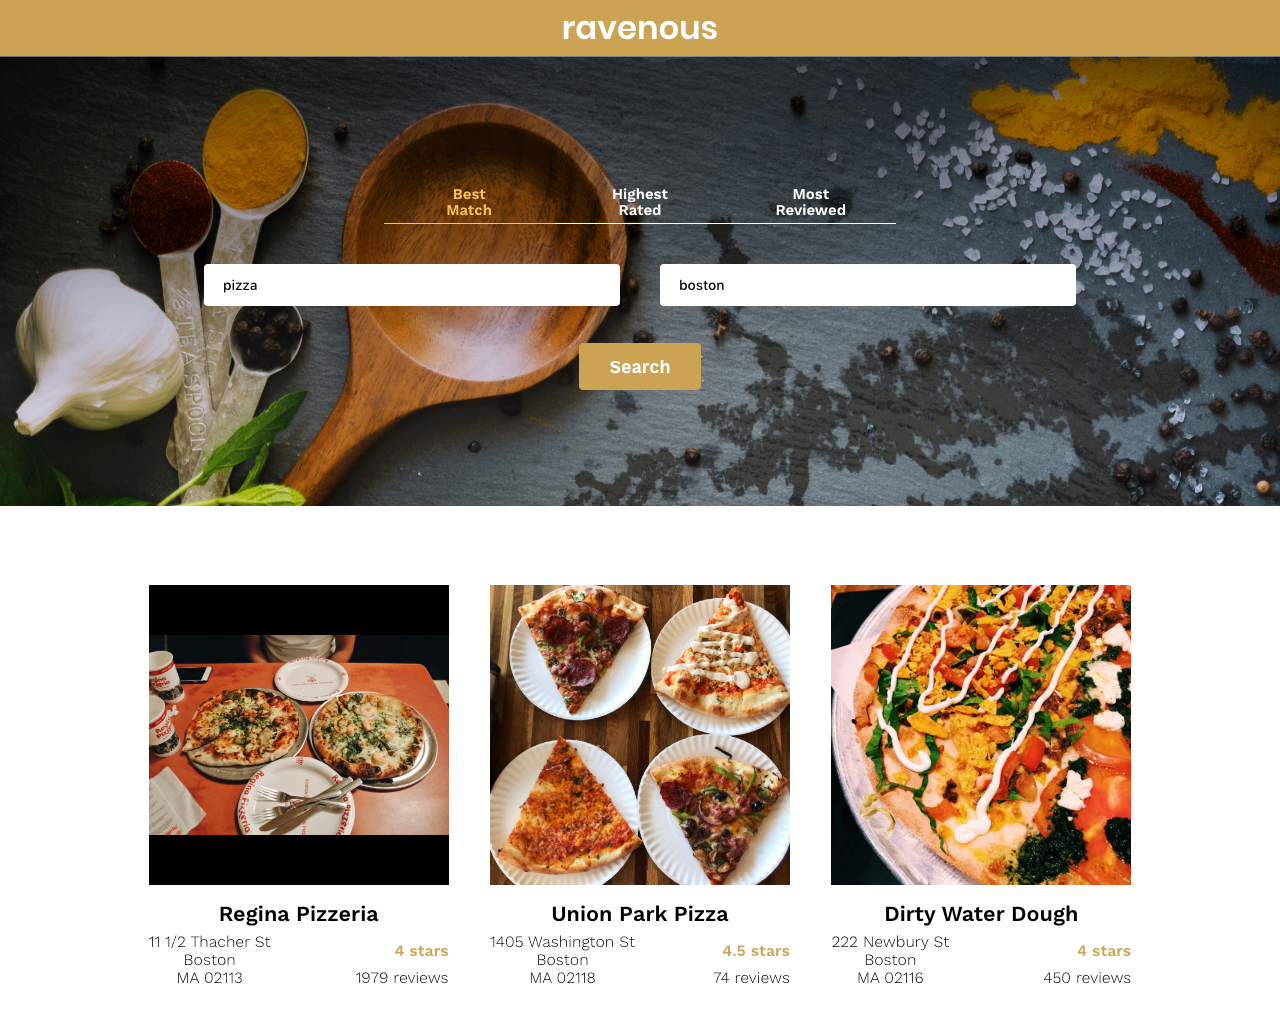 ravenous
Best
Match
Highest
Rated
Most
Reviewed
pizza
boston
Search
TEASPOON
Regina Pizzeria
11 1/2 Thacher St
Boston
MA 02113
4 stars
1979 reviews
Union Park Pizza
1405 Washington St
Boston
MA 02118
4.5 stars
74 reviews
Dirty Water Dough
222 Newbury St
Boston
MA 02116
4 stars
450 reviews